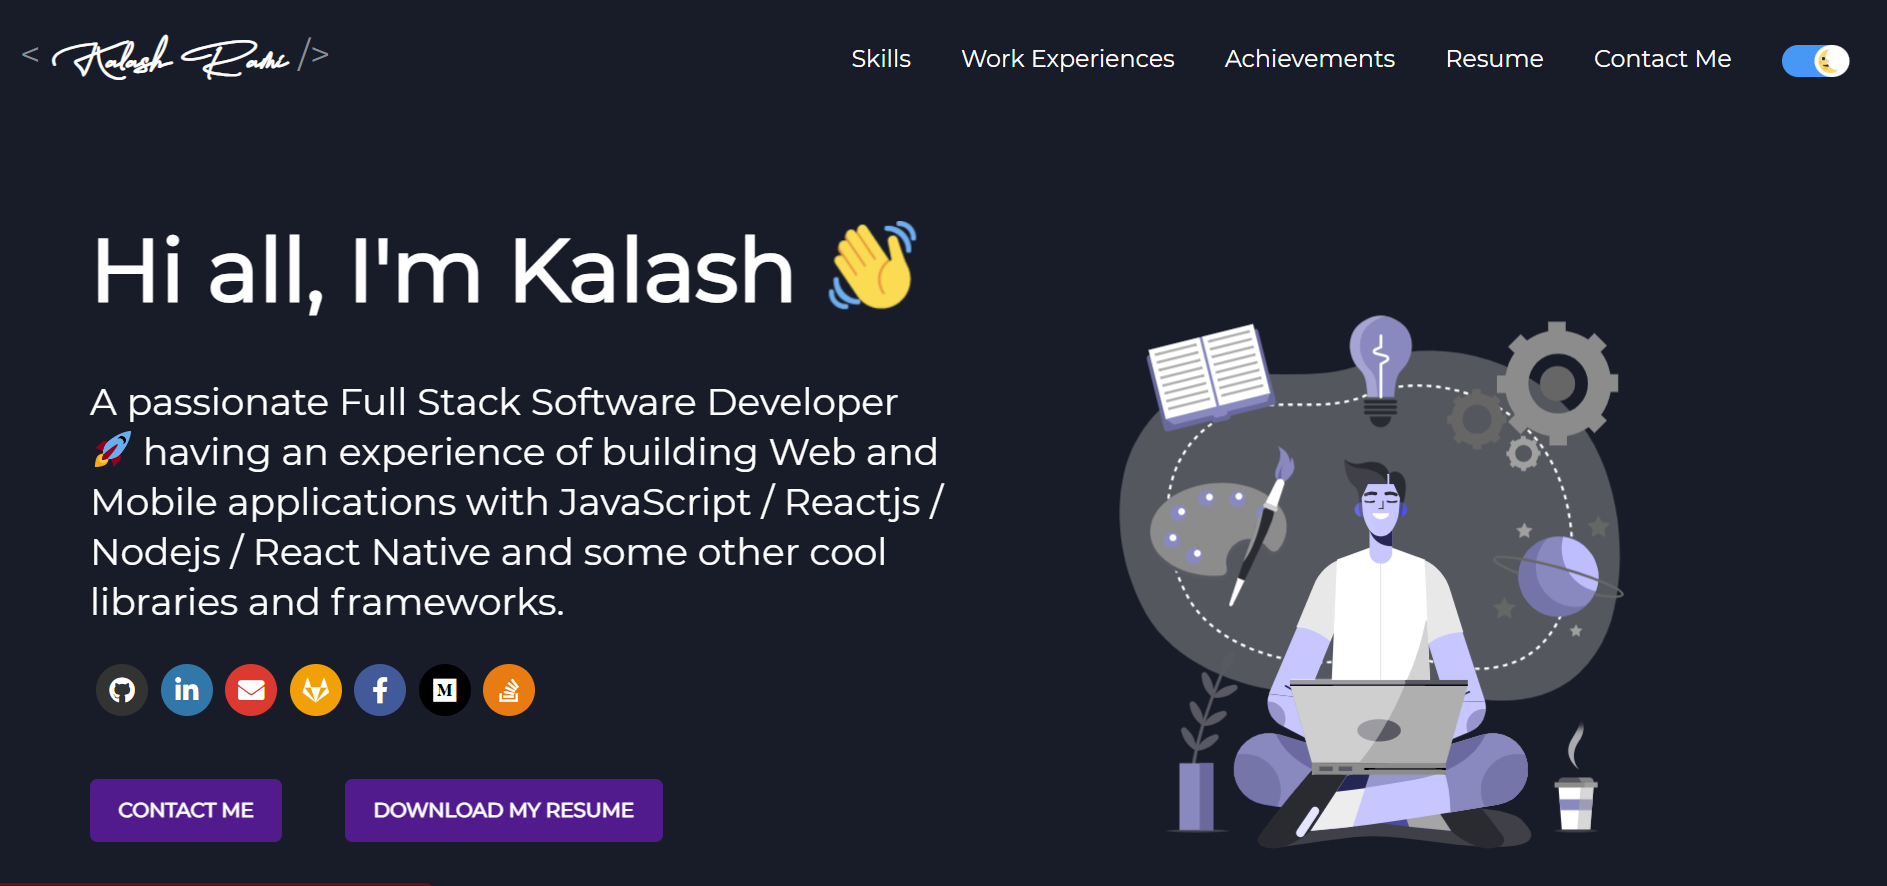 < Kalash Rami />
Skills
Work Experiences
Achievements
Resume
Contact Me
Hi all, I'm Kalash 👋
A passionate Full Stack Software Developer
🚀 having an experience of building Web and
Mobile applications with JavaScript / Reactjs /
Nodejs / React Native and some other cool
libraries and frameworks.
in
f
M
CONTACT ME
DOWNLOAD MY RESUME